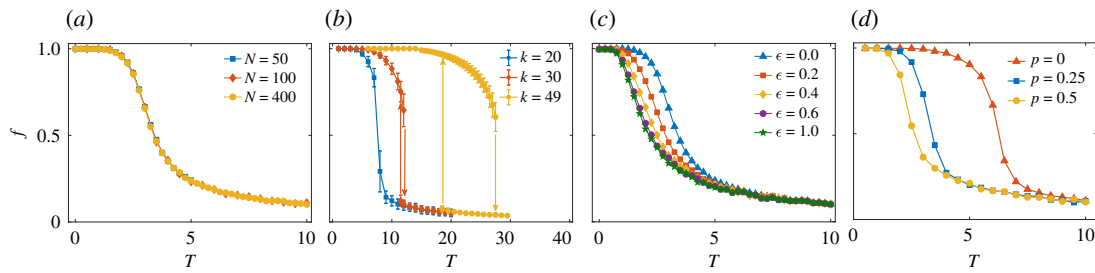 (a) (b) (c) (d)
1.0
0.5
0
f
N = 50
N = 100
N = 400
0 5 10
T
k = 20
k = 30
k = 49
0 10 20 30 40
T
ϵ = 0.0
ϵ = 0.2
ϵ = 0.4
ϵ = 0.6
ϵ = 1.0
0 5 10
T
p = 0
p = 0.25
p = 0.5
0 5 10
T